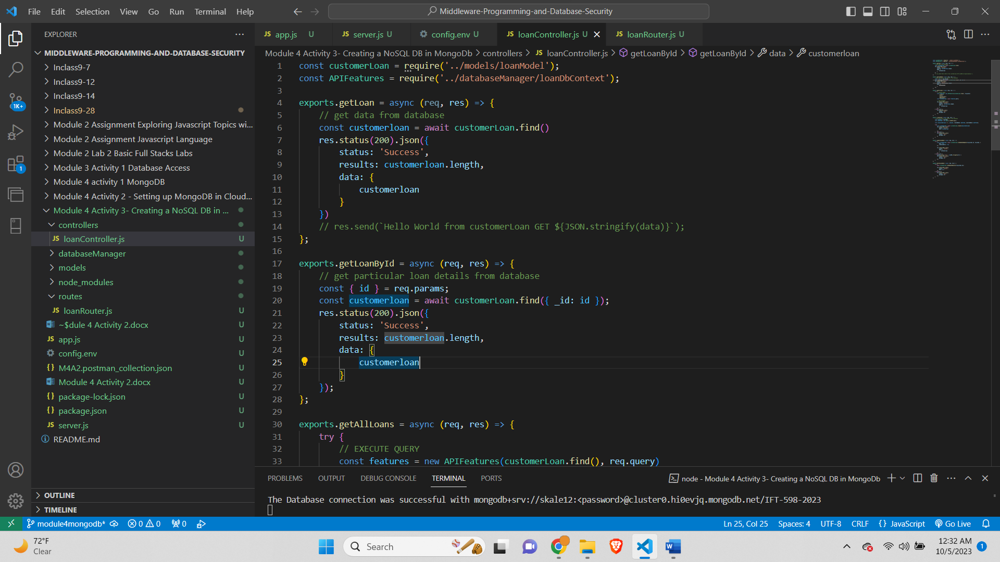 File Edit Selection View Go Run Terminal Help
Middleware-Programming-and-Database-Security
EXPLORER
MIDDLEWARE-PROGRAMMING-AND-DATABASE-SECURITY
Inclass9-7
Inclass9-12
Inclass9-14
Inclass9-28
Module 2 Assignment Exploring Javascript Topics wi...
Module 2 Assignment Javascript Language
Module 2 Lab 2 Basic Full Stacks Labs
Module 3 Activity 1 Database Access
Module 4 activity 1 MongoDB
Module 4 Activity 2 - Setting up MongoDB in Cloud...
Module 4 Activity 3- Creating a NoSQL DB in ...
controllers
JS loanController.js U
databaseManager
models
node_modules
routes
JS loanRouter.js U
~$dule 4 Activity 2.docx U
JS app.js U
config.env U
{} M4A2.postman_collection.json U
Module 4 Activity 2.docx U
{} package-lock.json U
{} package.json U
JS server.js U
README.md
OUTLINE
TIMELINE
1K+
1
JS app.js U JS server.js U config.env U JS loanController.js U JS loanRouter.js U
Module 4 Activity 3- Creating a NoSQL DB in MongoDb > controllers > JS loanController.js > getLoanById > getLoanById > data > customerloan
1 const customerLoan = require('../models/loanModel');
2 const APIFeatures = require('../databaseManager/loanDbContext');
3
4 exports.getLoan = async (req, res) => {
5 // get data from database
6 const customerloan = await customerLoan.find()
7 res.status(200).json({
8 status: 'Success',
9 results: customerloan.length,
10 data: {
11 customerloan
12 }
13 })
14 // res.send(`Hello World from customerLoan GET ${JSON.stringify(data)}`);
15 };
16
17 exports.getLoanById = async (req, res) => {
18 // get particular loan details from database
19 const { id } = req.params;
20 const customerloan = await customerLoan.find({ _id: id });
21 res.status(200).json({
22 status: 'Success',
23 results: customerloan.length,
24 data: {
25 customerloan
26 }
27 });
28 };
29
30 exports.getAllLoans = async (req, res) => {
31 try {
32 // EXECUTE QUERY
33 const features = new APIFeatures(customerLoan.find(), req.query)
PROBLEMS OUTPUT DEBUG CONSOLE TERMINAL PORTS
node - Module 4 Activity 3- Creating a NoSQL DB in MongoDb
The Database connection was successful with mongodb+srv://skale12:<password>@cluster0.hi0evjq.mongodb.net/IFT-598-2023
module4mongodb* 0 0 0
Ln 25, Col 25 Spaces: 4 UTF-8 CRLF {} JavaScript Go Live
72°F
Clear
Search
12:32 AM
10/5/2023
1